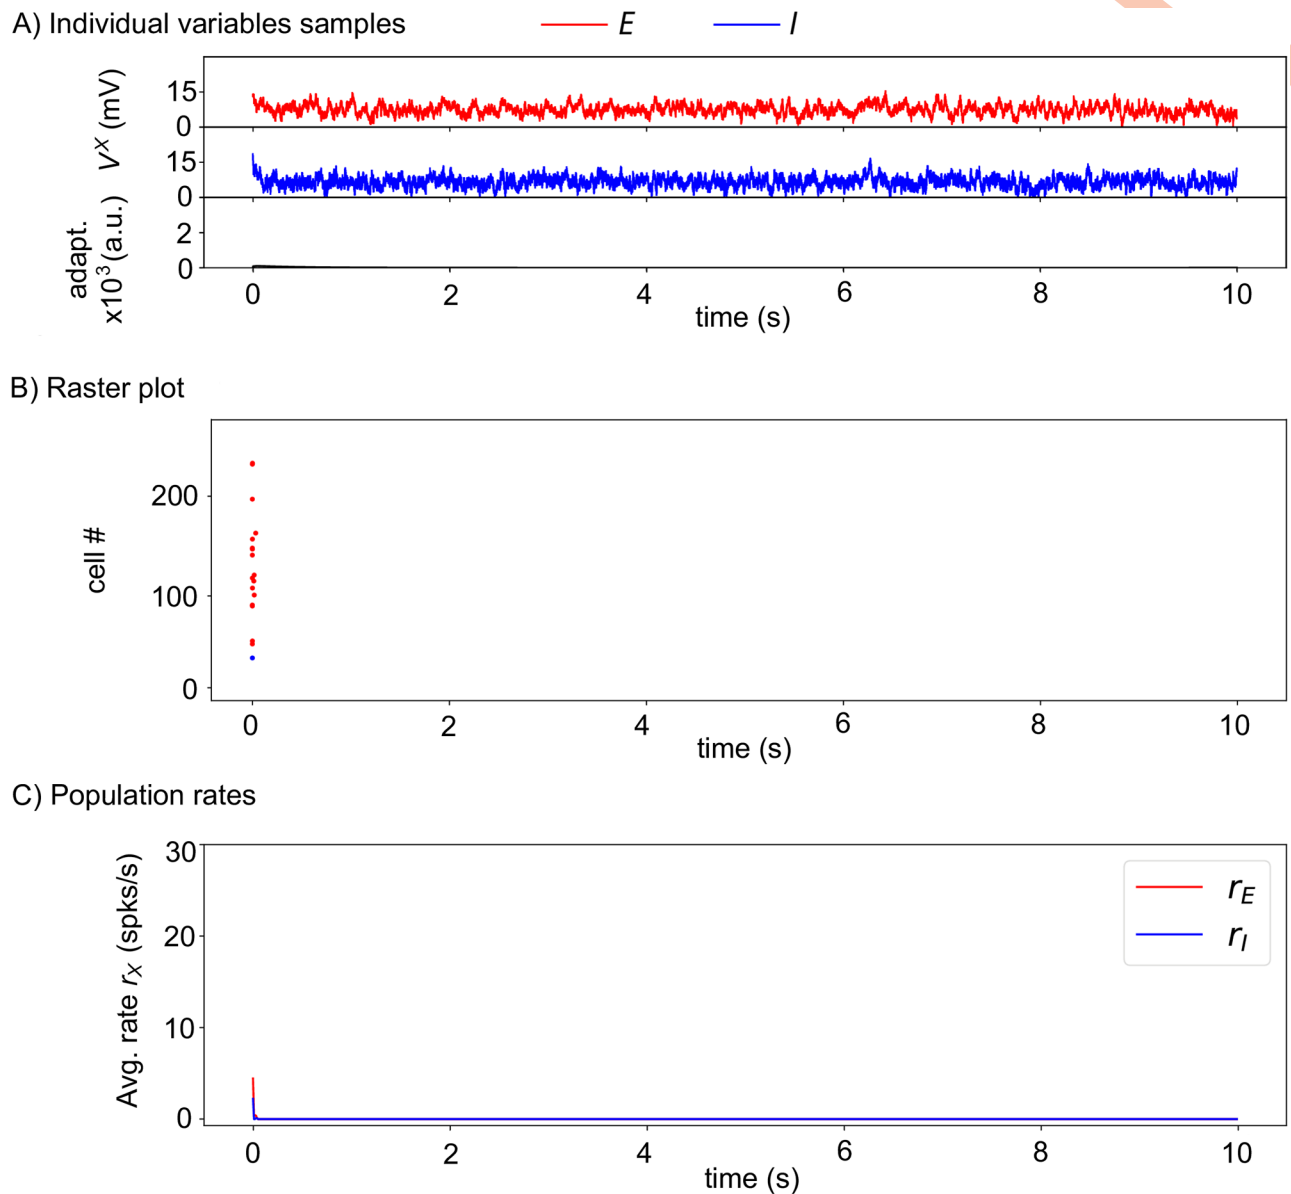 A) Individual variables samples
E
I
V^X (mV)
15
0
15
0
adapt.
x10^3 (a.u.)
2
0
0 2 4 6 8 10
time (s)
B) Raster plot
cell #
200
100
0
0 2 4 6 8 10
time (s)
C) Population rates
Avg. rate r_X (spks/s)
30
20
10
0
r_E
r_I
0 2 4 6 8 10
time (s)